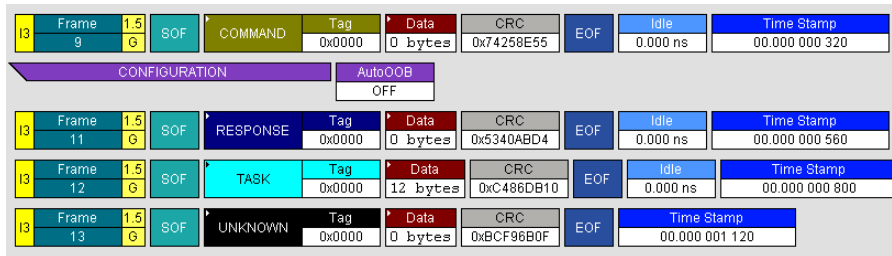 I3 Frame 1.5 SOF COMMAND Tag Data CRC EOF Idle Time Stamp
9 G 0x0000 0 bytes 0x74258E55 0.000 ns 00.000 000 320
CONFIGURATION AutoOOB
OFF
I3 Frame 1.5 SOF RESPONSE Tag Data CRC EOF Idle Time Stamp
11 G 0x0000 0 bytes 0x5340ABD4 0.000 ns 00.000 000 560
I3 Frame 1.5 SOF TASK Tag Data CRC EOF Idle Time Stamp
12 G 0x0000 12 bytes 0xC486DB10 0.000 ns 00.000 000 800
I3 Frame 1.5 SOF UNKNOWN Tag Data CRC EOF Time Stamp
13 G 0x0000 0 bytes 0xBCF96B0F 00.000 001 120